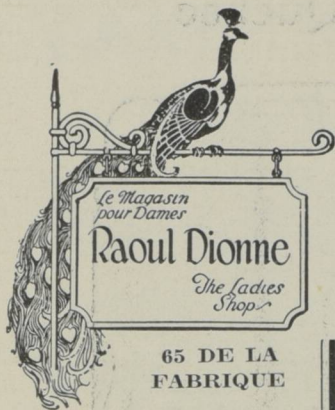 Le Magasin
pour Dames
Raoul Dionne
The Ladies
Shop
65 DE LA
FABRIQUE